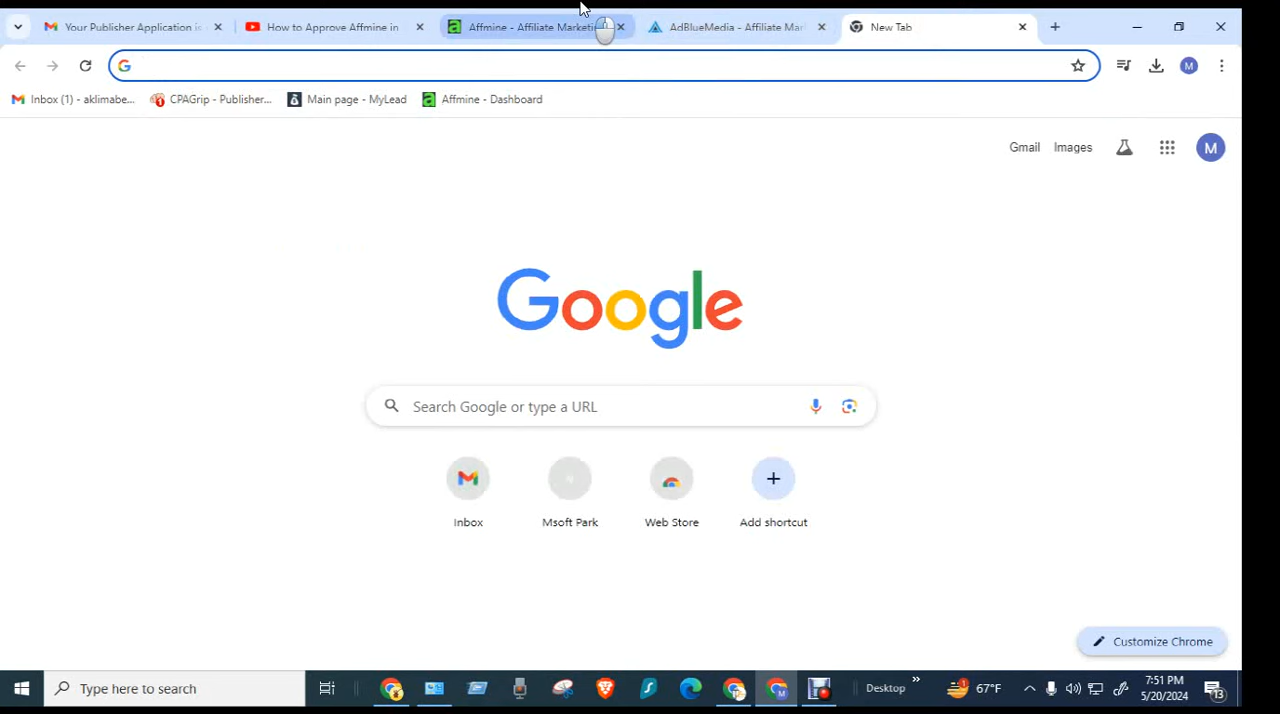 Your Publisher Application is
How to Approve Affmine in
Affmine - Affiliate Marketin
AdBlueMedia - Affiliate Mar
New Tab
G
M
Inbox (1) - aklimabe...
CPAGrip - Publisher...
Main page - MyLead
Affmine - Dashboard
Gmail
Images
M
Google
Search Google or type a URL
Inbox
Msoft Park
Web Store
Add shortcut
Customize Chrome
Type here to search
Desktop
67°F
7:51 PM
5/20/2024
13